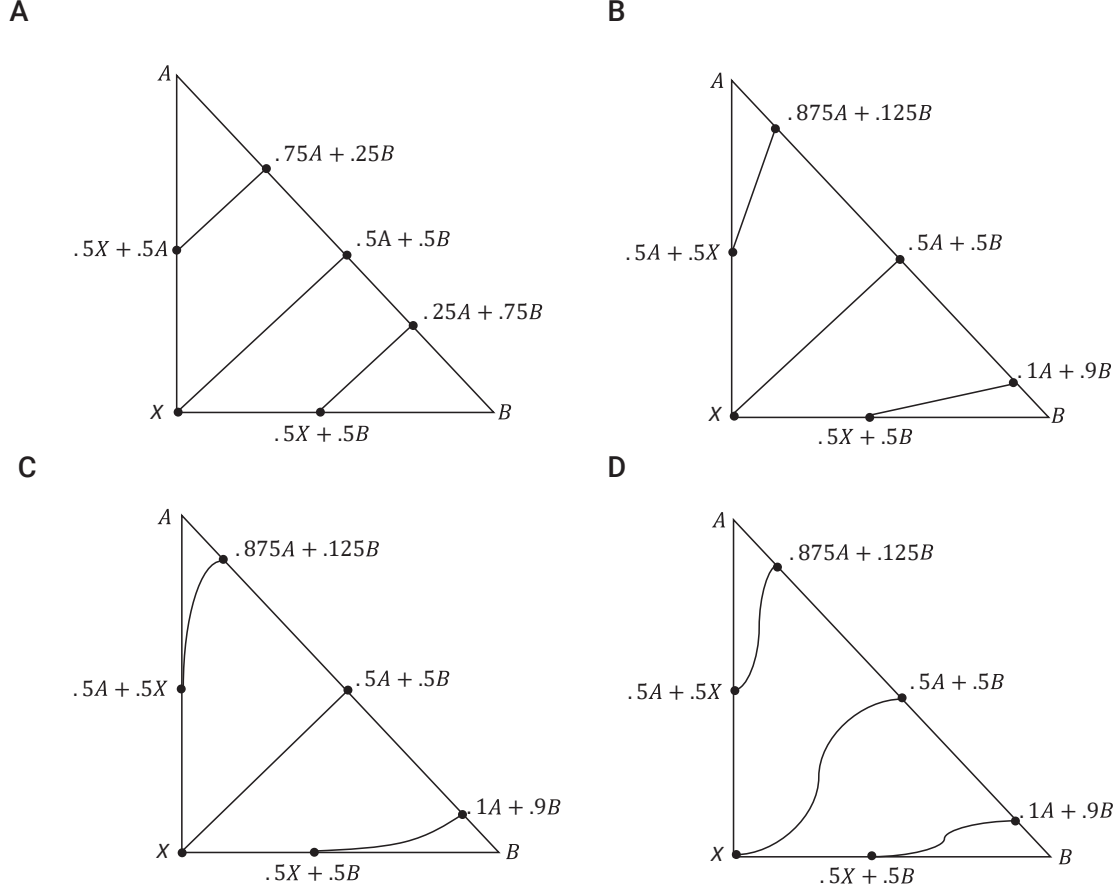 A
A
.75A + .25B
.5X + .5A
.5A + .5B
.25A + .75B
X
.5X + .5B
B
B
A
.875A + .125B
.5A + .5X
.5A + .5B
.1A + .9B
X
.5X + .5B
B
C
A
.875A + .125B
.5A + .5X
.5A + .5B
.1A + .9B
X
.5X + .5B
B
D
A
.875A + .125B
.5A + .5X
.5A + .5B
.1A + .9B
X
.5X + .5B
B